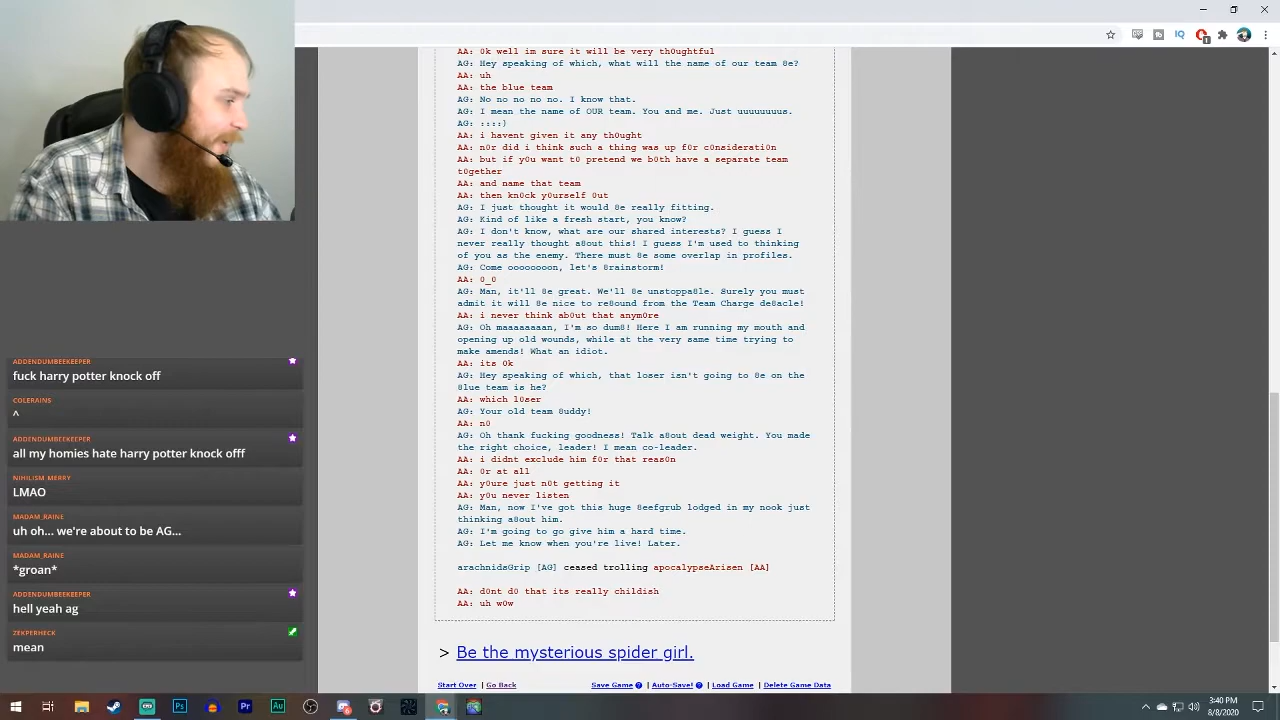 AA: 0k well im sure it will be very th0ughtful
AG: Hey speaking of which, what will the name of our team 8e?
AA: uh
AA: the blue team
AG: No no no no no. I know that.
AG: I mean the name of OUR team. You and me. Just uuuuuuuus.
AG: ::::)
AA: i havent given it any th0ught
AA: n0r did i think such a thing was up f0r c0nsiderati0n
AA: but if y0u want t0 pretend we b0th have a separate team
t0gether
AA: and name that team
AA: then kn0ck y0urself 0ut
AG: I just thought it would 8e really fitting.
AG: Kind of like a fresh start, you know?
AG: I don't know, what are our shared interests? I guess I
never really thought a8out this! I guess I'm used to thinking
of you as the enemy. There must 8e some overlap in profiles.
AG: Come oooooooon, let's 8rainstorm!
AA: 0_0
AG: Man, it'll 8e great. We'll 8e unstoppa8le. Surely you must
admit it will 8e nice to re8ound from the Team Charge de8acle!
AA: i never think ab0ut that anym0re
AG: Oh maaaaaaaan, I'm so dum8! Here I am running my mouth and
opening up old wounds, while at the very same time trying to
make amends! What an idiot.
AA: its 0k
AG: Hey speaking of which, that loser isn't going to 8e on the
8lue team is he?
AA: which l0ser
AG: Your old team 8uddy!
AA: n0
AG: Oh thank fucking goodness! Talk a8out dead weight. You made
the right choice, leader! I mean co-leader.
AA: i didnt exclude him f0r that reas0n
AA: 0r at all
AA: y0ure just n0t getting it
AA: y0u never listen
AG: Man, now I've got this huge 8eefgrub lodged in my nook just
thinking a8out him.
AG: I'm going to go give him a hard time.
AG: Let me know when you're live! Later.
arachnidsGrip [AG] ceased trolling apocalypseArisen [AA]
AA: d0nt d0 that its really childish
AA: uh w0w
> Be the mysterious spider girl.
Start Over | Go Back
Save Game ? | Auto-Save! ? | Load Game | Delete Game Data
ADDENDUMBEEKEEPER
fuck harry potter knock off
COLERAINS
^
ADDENDUMBEEKEEPER
all my homies hate harry potter knock offf
NIHILISM_MERRY
LMAO
MADAM_RAINE
uh oh... we're about to be AG...
MADAM_RAINE
*groan*
ADDENDUMBEEKEEPER
hell yeah ag
ZEKPERHECK
mean
IQ
1
Ps
Pr
Au
3:40 PM
8/8/2020